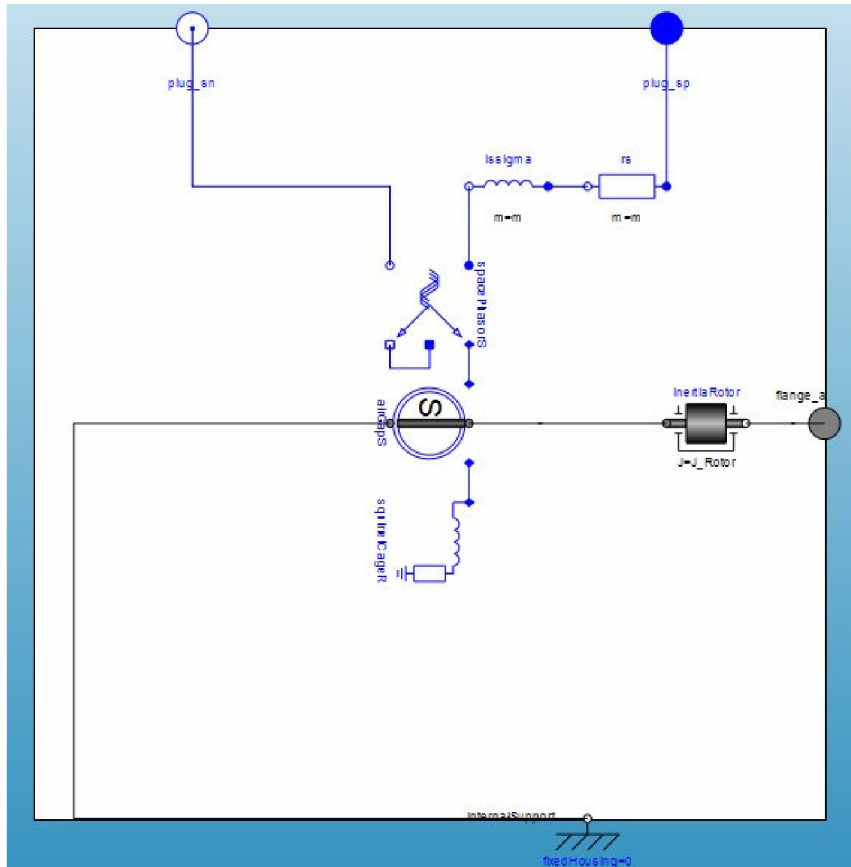 plug_sn
plug_sp
lssigma
rs
m=m
m=m
spacePhasorS
inertiaRotor
flange_a
airGapS
S
J=J_Rotor
squirrelCageR
internalSupport
fixedHousing=0